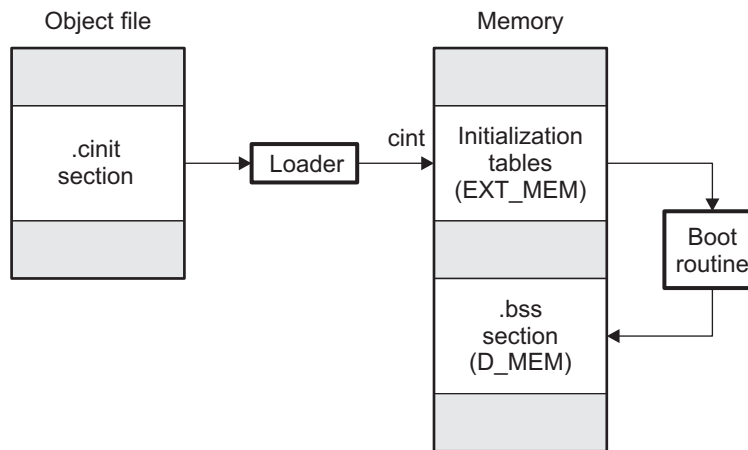 Object file
Memory
.cinit
section
Loader
cint
Initialization
tables
(EXT_MEM)
Boot
routine
.bss
section
(D_MEM)